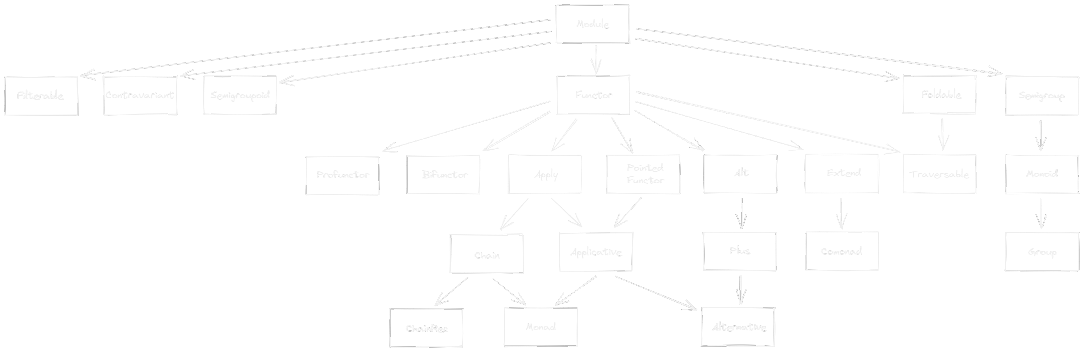 Module
Filterable
Contravariant
Semigroupoid
Functor
Foldable
Semigroup
Profunctor
Bifunctor
Apply
Pointed
Functor
Alt
Extend
Traversable
Monoid
Chain
Applicative
Plus
Comonad
Group
ChainRec
Monad
Alternative